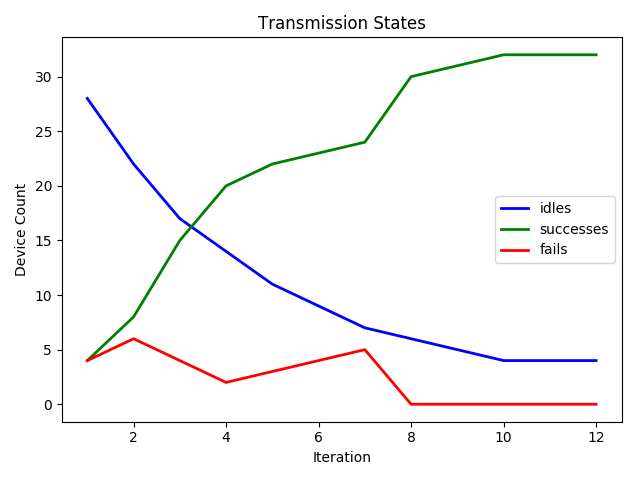 Transmission States
Device Count
30
25
20
15
10
5
0
idles
successes
fails
2 4 6 8 10 12
Iteration